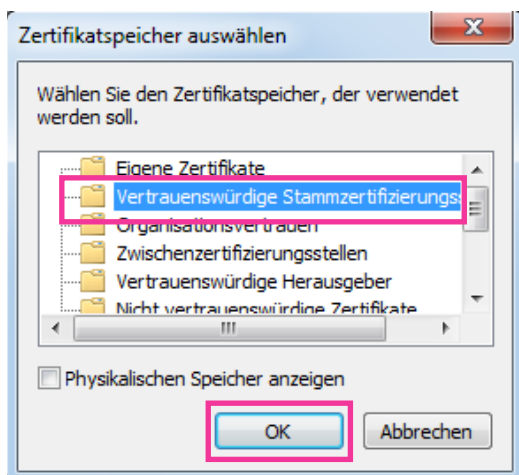 Zertifikatspeicher auswählen
Wählen Sie den Zertifikatspeicher, der verwendet
werden soll.
Eigene Zertifikate
Vertrauenswürdige Stammzertifizierungss
Organisationsvertrauen
Zwischenzertifizierungsstellen
Vertrauenswürdige Herausgeber
Nicht vertrauenswürdige Zertifikate
Physikalischen Speicher anzeigen
OK Abbrechen